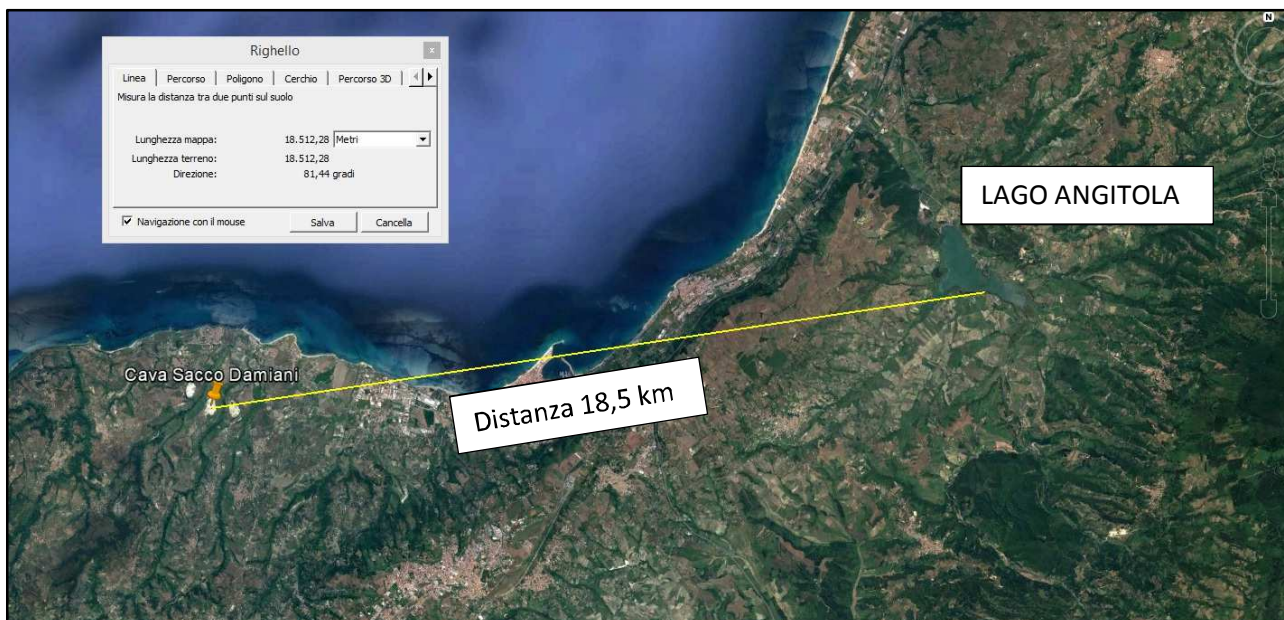 Righello
Linea Percorso Poligono Cerchio Percorso 3D
Misura la distanza tra due punti sul suolo
Lunghezza mappa: 18.512,28 Metri
Lunghezza terreno: 18.512,28
Direzione: 81,44 gradi
Navigazione con il mouse Salva Cancella
N
LAGO ANGITOLA
Cava Sacco Damiani
Distanza 18,5 km